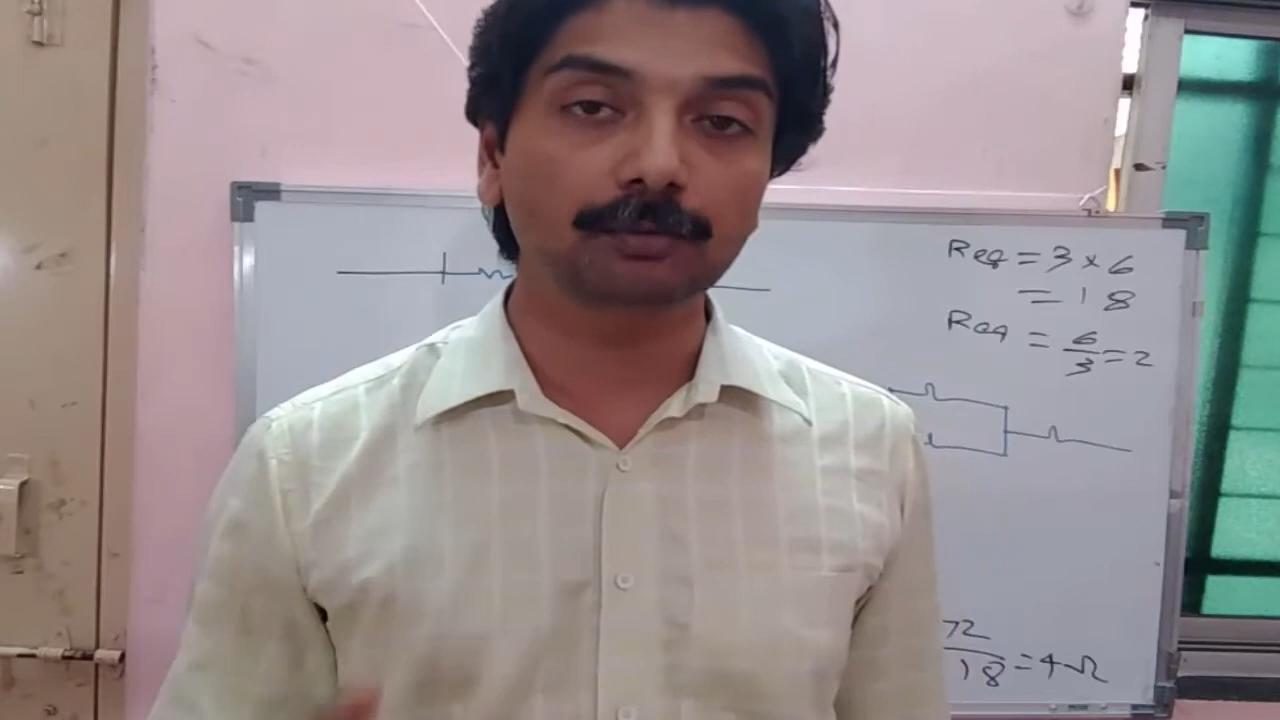 Req = 3 × 6
= 18
Req = 6/3 = 2
72/18 = 4Ω